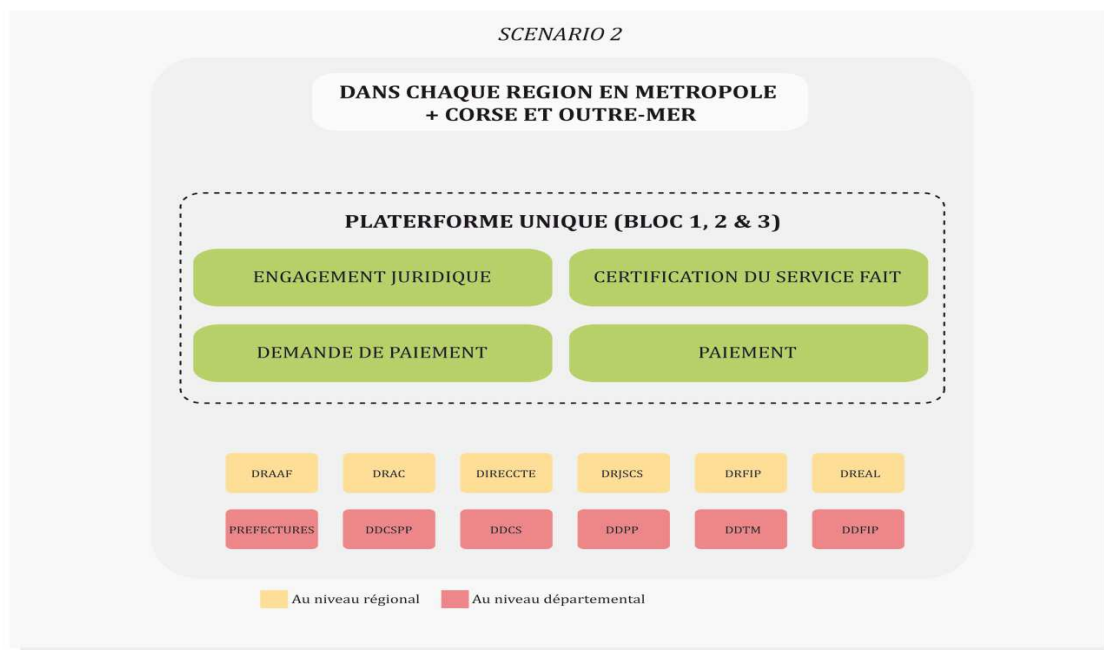 SCENARIO 2
DANS CHAQUE REGION EN METROPOLE
+ CORSE ET OUTRE-MER
PLATERFORME UNIQUE (BLOC 1, 2 & 3)
ENGAGEMENT JURIDIQUE
CERTIFICATION DU SERVICE FAIT
DEMANDE DE PAIEMENT
PAIEMENT
DRAAF
DRAC
DIRECCTE
DRJSCS
DRFIP
DREAL
PREFECTURES
DDCSPP
DDCS
DDPP
DDTM
DDFIP
Au niveau régional
Au niveau départemental